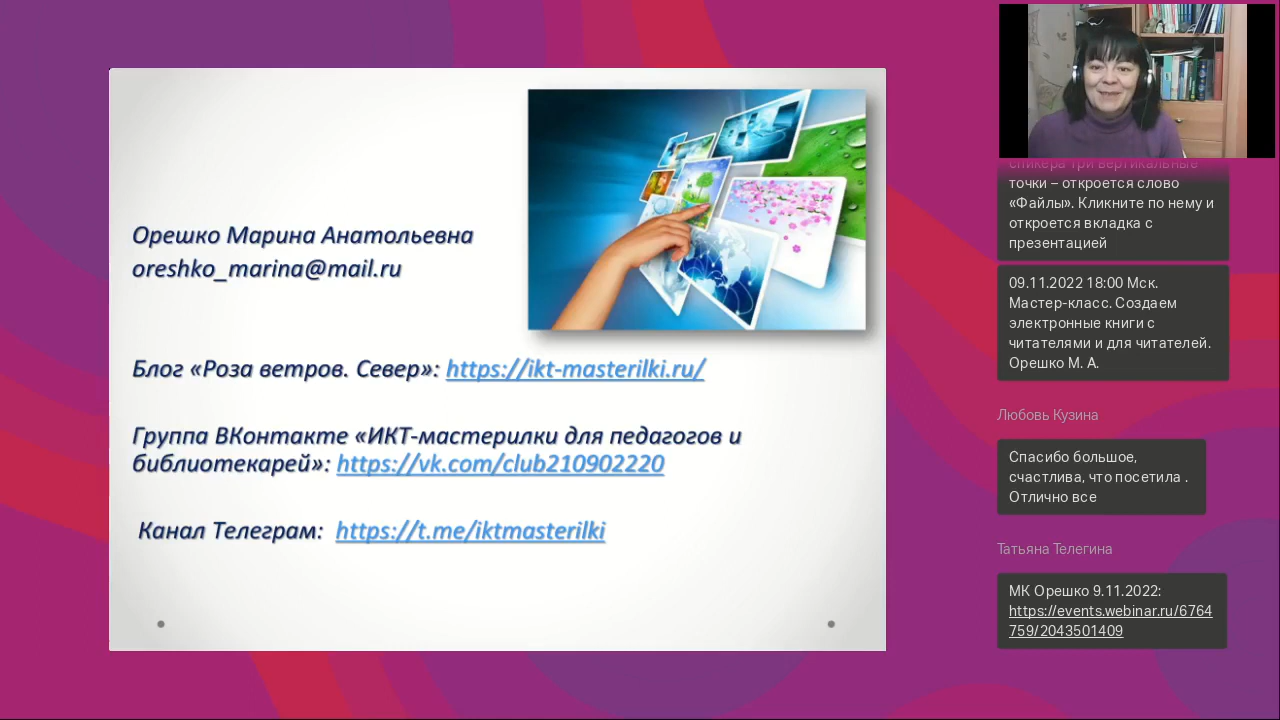 Орешко Марина Анатольевна
oreshko_marina@mail.ru
Блог «Роза ветров. Север»: https://ikt-masterilki.ru/
Группа ВКонтакте «ИКТ-мастерилки для педагогов и
библиотекарей»: https://vk.com/club210902220
Канал Телеграм: https://t.me/iktmasterilki
спикера три вертикальные
точки – откроется слово
«Файлы». Кликните по нему и
откроется вкладка с
презентацией
09.11.2022 18:00 Мск.
Мастер-класс. Создаем
электронные книги с
читателями и для читателей.
Орешко М. А.
Любовь Кузина
Спасибо большое,
счастлива, что посетила .
Отлично все
Татьяна Телегина
МК Орешко 9.11.2022:
https://events.webinar.ru/6764
759/2043501409